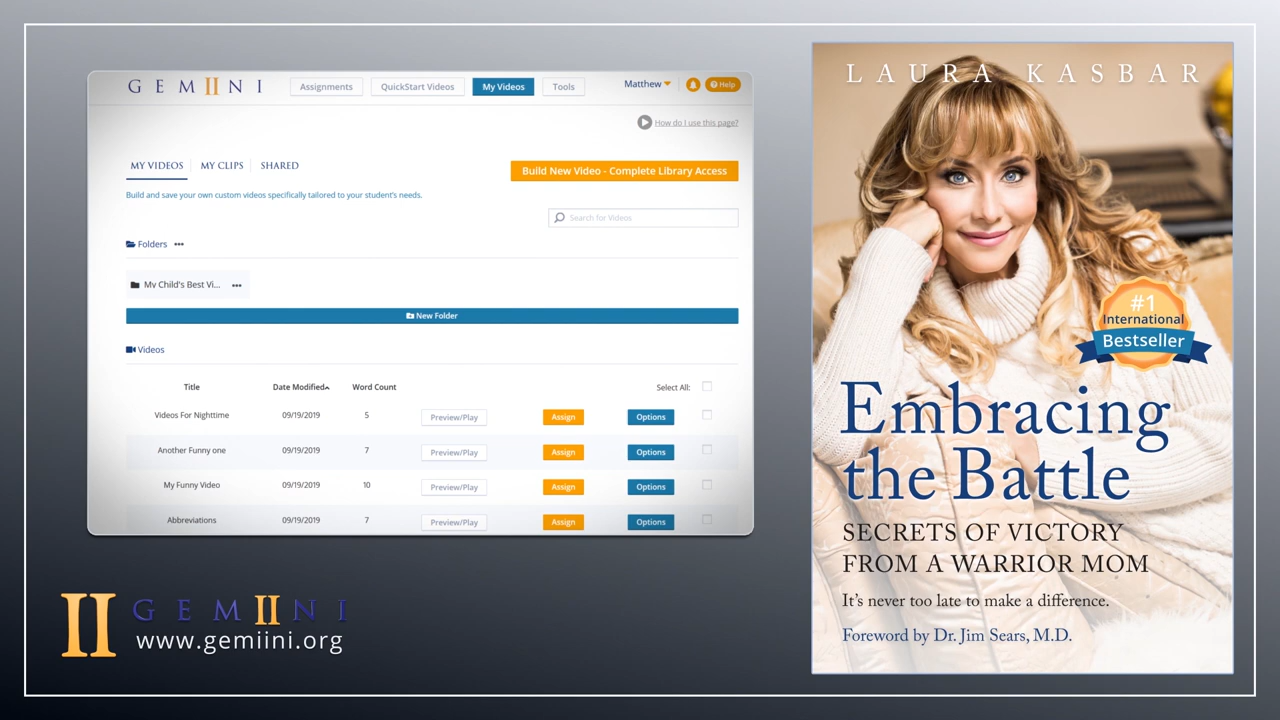 GEMIINI
Assignments
QuickStart Videos
My Videos
Tools
Matthew
Help
How do I use this page?
MY VIDEOS
MY CLIPS
SHARED
Build New Video - Complete Library Access
Build and save your own custom videos specifically tailored to your student's needs.
Search for Videos
Folders
My Child's Best Vi...
New Folder
Videos
Title Date Modified Word Count Select All:
Videos For Nighttime 09/19/2019 5 Preview/Play Assign Options
Another Funny one 09/19/2019 7 Preview/Play Assign Options
My Funny Video 09/19/2019 10 Preview/Play Assign Options
Abbreviations 09/19/2019 7 Preview/Play Assign Options
II GEMIINI
www.gemiini.org
LAURA KASBAR
#1
International
Bestseller
Embracing
the Battle
SECRETS OF VICTORY
FROM A WARRIOR MOM
It's never too late to make a difference.
Foreword by Dr. Jim Sears, M.D.